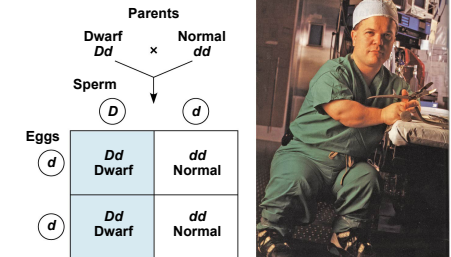 Parents
Dwarf × Normal
Dd dd
Sperm
D d
Eggs
d Dd dd
Dwarf Normal
d Dd dd
Dwarf Normal